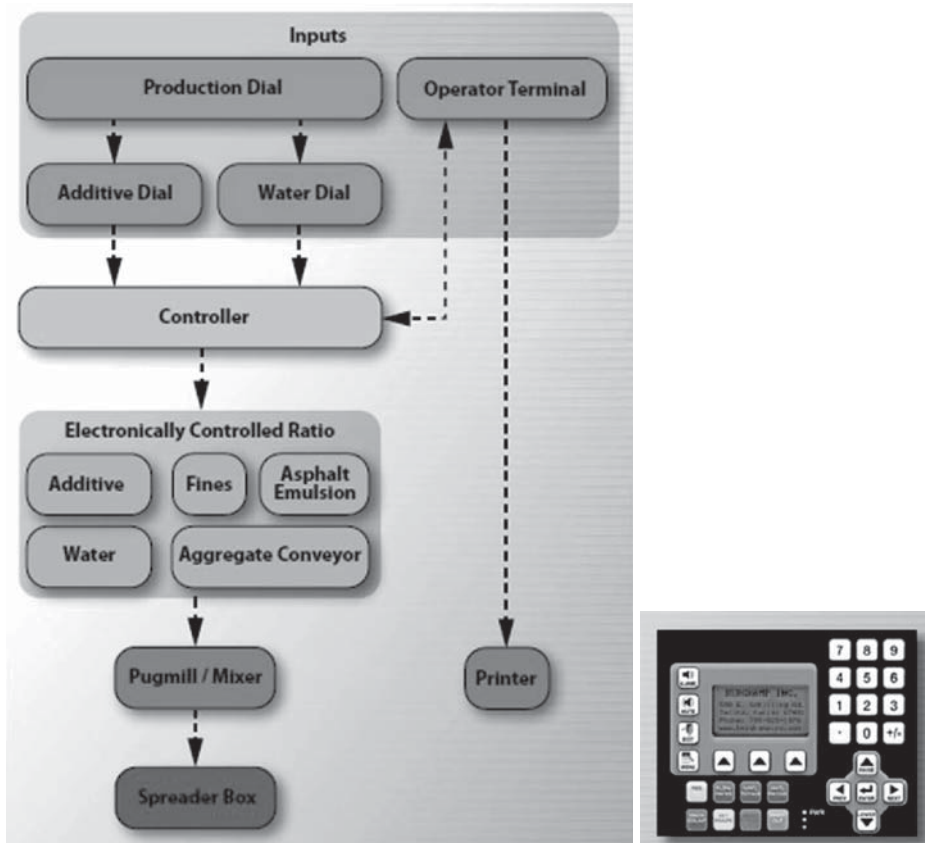 Inputs
Production Dial
Operator Terminal
Additive Dial
Water Dial
Controller
Electronically Controlled Ratio
Additive
Fines
Asphalt
Emulsion
Water
Aggregate Conveyor
Pugmill / Mixer
Printer
Spreader Box
7 8 9
4 5 6
1 2 3
0 +/-
ENTER